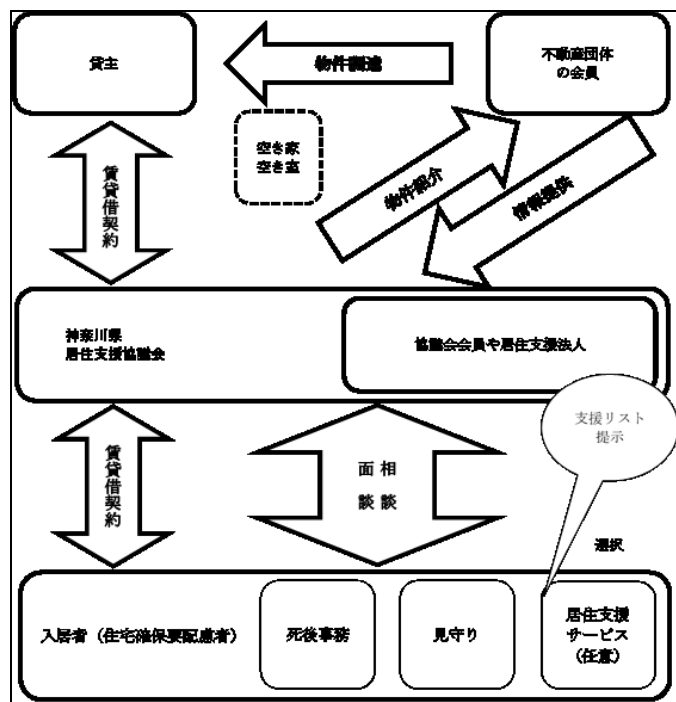 貸主
物件調達
不動産団体
の会員
空き家
空き室
賃貸借契約
物件紹介
情報提供
神奈川県
居住支援協議会
協議会会員や居住支援法人
支援リスト
提示
賃貸借契約
面 相
談 談
選択
入居者（住宅確保要配慮者）
死後事務
見守り
居住支援
サービス
（任意）